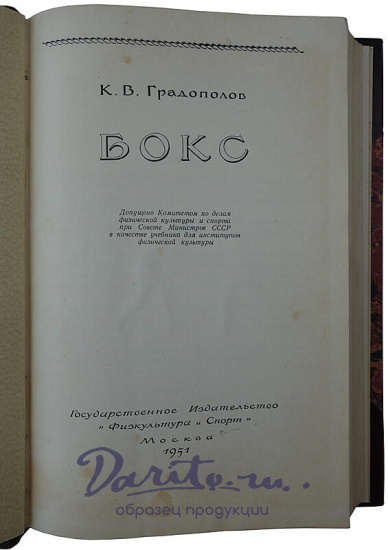 К. В. Градополов
БОКС
Допущено Комитетом по делам
физической культуры и спорта
при Совете Министров СССР
в качестве учебника для институтов
физической культуры
Государственное Издательство
„Физкультура и Спорт"
Москва
1951
Darito.ru..
образец продукции